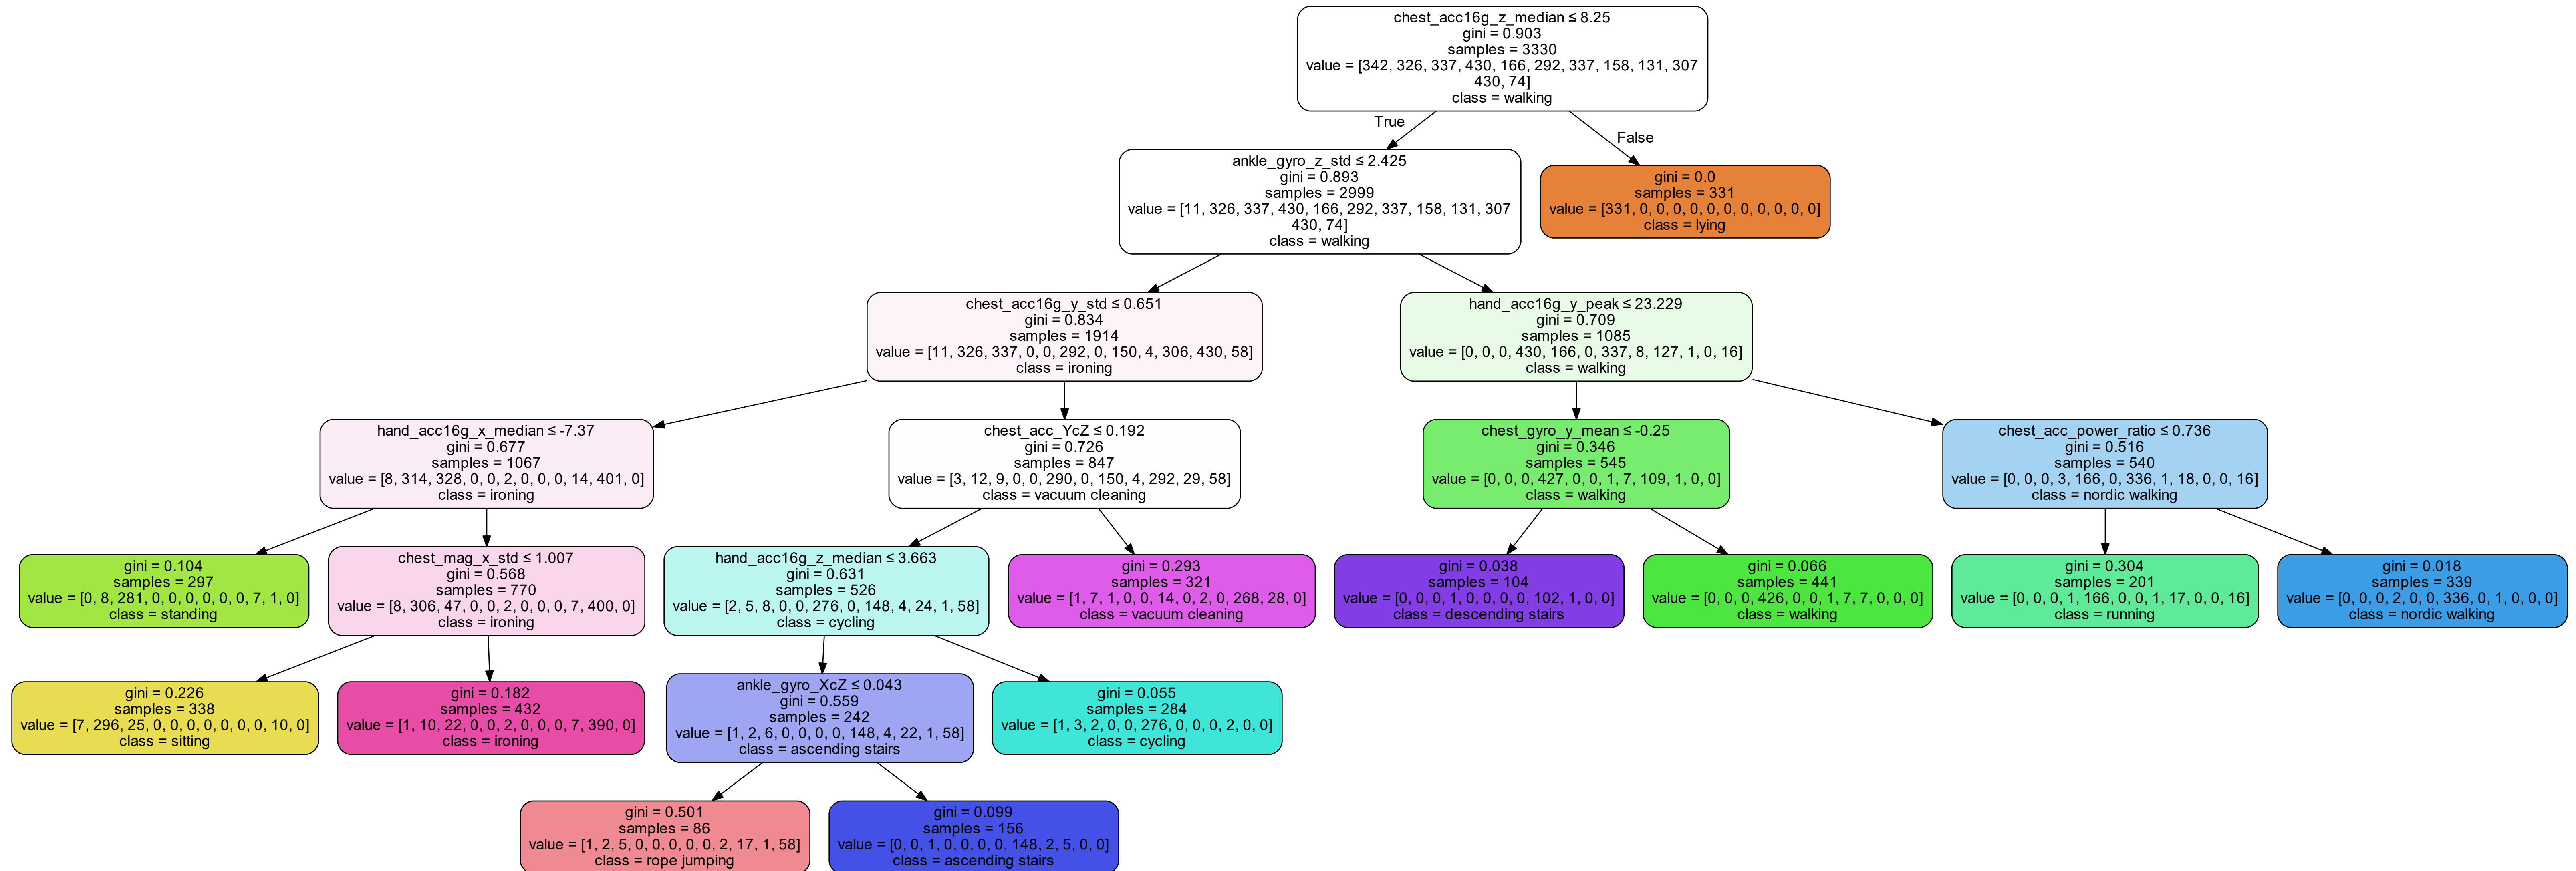 chest_acc16g_z_median ≤ 8.25
gini = 0.903
samples = 3330
value = [342, 326, 337, 430, 166, 292, 337, 158, 131, 307
430, 74]
class = walking
True
False
ankle_gyro_z_std ≤ 2.425
gini = 0.893
samples = 2999
value = [11, 326, 337, 430, 166, 292, 337, 158, 131, 307
430, 74]
class = walking
gini = 0.0
samples = 331
value = [331, 0, 0, 0, 0, 0, 0, 0, 0, 0, 0, 0]
class = lying
chest_acc16g_y_std ≤ 0.651
gini = 0.834
samples = 1914
value = [11, 326, 337, 0, 0, 292, 0, 150, 4, 306, 430, 58]
class = ironing
hand_acc16g_y_peak ≤ 23.229
gini = 0.709
samples = 1085
value = [0, 0, 0, 430, 166, 0, 337, 8, 127, 1, 0, 16]
class = walking
hand_acc16g_x_median ≤ -7.37
gini = 0.677
samples = 1067
value = [8, 314, 328, 0, 0, 2, 0, 0, 0, 14, 401, 0]
class = ironing
chest_acc_YcZ ≤ 0.192
gini = 0.726
samples = 847
value = [3, 12, 9, 0, 0, 290, 0, 150, 4, 292, 29, 58]
class = vacuum cleaning
chest_gyro_y_mean ≤ -0.25
gini = 0.346
samples = 545
value = [0, 0, 0, 427, 0, 0, 1, 7, 109, 1, 0, 0]
class = walking
chest_acc_power_ratio ≤ 0.736
gini = 0.516
samples = 540
value = [0, 0, 0, 3, 166, 0, 336, 1, 18, 0, 0, 16]
class = nordic walking
gini = 0.104
samples = 297
value = [0, 8, 281, 0, 0, 0, 0, 0, 0, 7, 1, 0]
class = standing
chest_mag_x_std ≤ 1.007
gini = 0.568
samples = 770
value = [8, 306, 47, 0, 0, 2, 0, 0, 0, 7, 400, 0]
class = ironing
hand_acc16g_z_median ≤ 3.663
gini = 0.631
samples = 526
value = [2, 5, 8, 0, 0, 276, 0, 148, 4, 24, 1, 58]
class = cycling
gini = 0.293
samples = 321
value = [1, 7, 1, 0, 0, 14, 0, 2, 0, 268, 28, 0]
class = vacuum cleaning
gini = 0.038
samples = 104
value = [0, 0, 0, 1, 0, 0, 0, 0, 102, 1, 0, 0]
class = descending stairs
gini = 0.066
samples = 441
value = [0, 0, 0, 426, 0, 0, 1, 7, 7, 0, 0, 0]
class = walking
gini = 0.304
samples = 201
value = [0, 0, 0, 1, 166, 0, 0, 1, 17, 0, 0, 16]
class = running
gini = 0.018
samples = 339
value = [0, 0, 0, 2, 0, 0, 336, 0, 1, 0, 0, 0]
class = nordic walking
gini = 0.226
samples = 338
value = [7, 296, 25, 0, 0, 0, 0, 0, 0, 0, 10, 0]
class = sitting
gini = 0.182
samples = 432
value = [1, 10, 22, 0, 0, 2, 0, 0, 0, 7, 390, 0]
class = ironing
ankle_gyro_XcZ ≤ 0.043
gini = 0.559
samples = 242
value = [1, 2, 6, 0, 0, 0, 0, 148, 4, 22, 1, 58]
class = ascending stairs
gini = 0.055
samples = 284
value = [1, 3, 2, 0, 0, 276, 0, 0, 0, 2, 0, 0]
class = cycling
gini = 0.501
samples = 86
value = [1, 2, 5, 0, 0, 0, 0, 0, 2, 17, 1, 58]
class = rope jumping
gini = 0.099
samples = 156
value = [0, 0, 1, 0, 0, 0, 0, 148, 2, 5, 0, 0]
class = ascending stairs